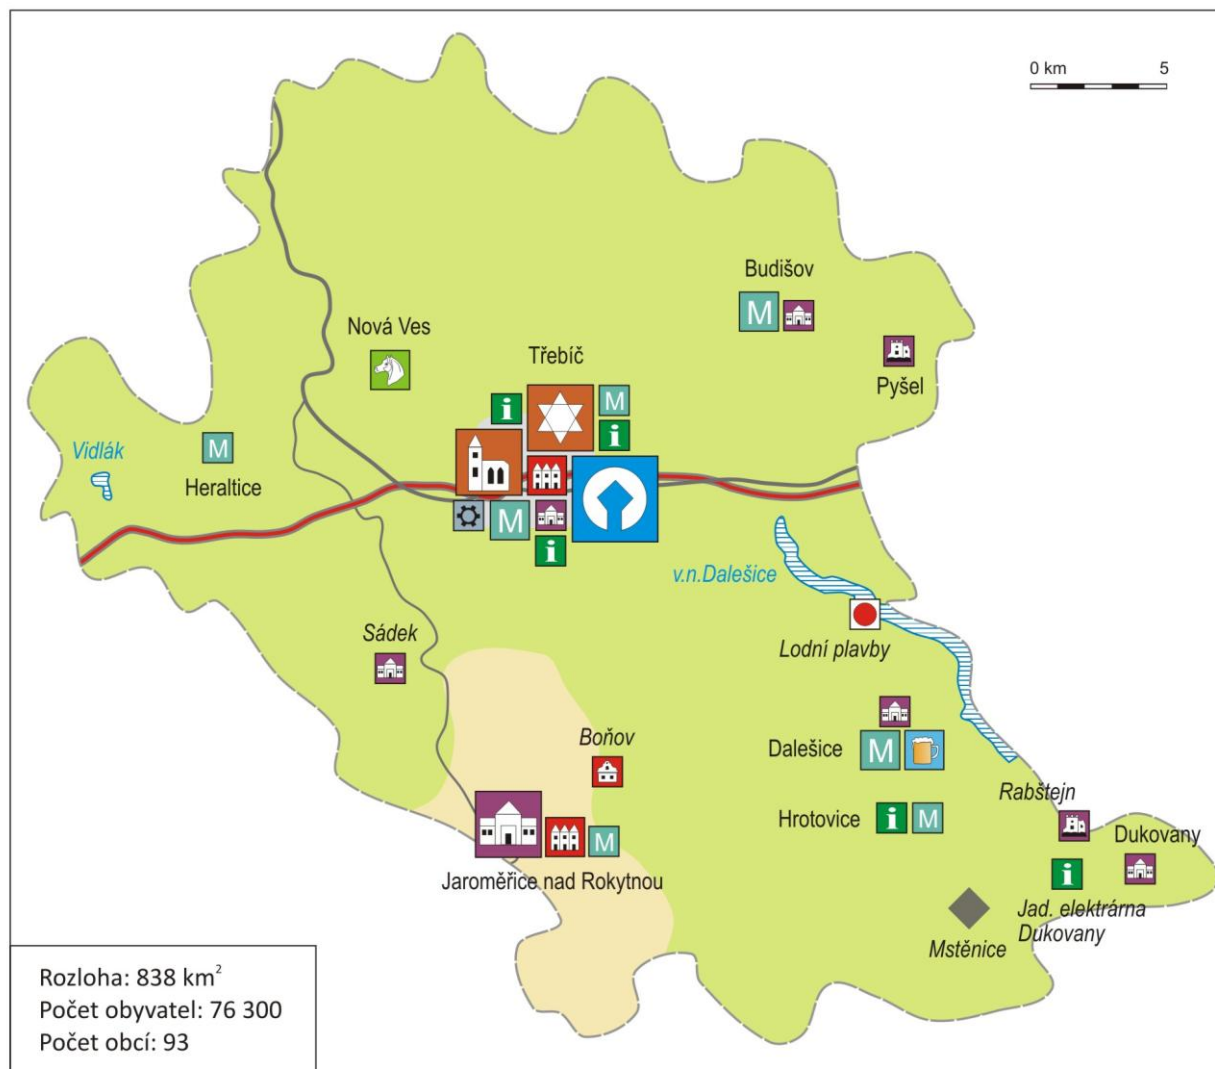 0 km 5
Budišov
M
Nová Ves
Třebíč
Pyšel
i
M
i
Vidlák
M
Heraltice
M
i
v.n.Dalešice
Sádek
Lodní plavby
Boňov
Dalešice
M
Rabštejn
Hrotovice
i M
Dukovany
M
Jaroměřice nad Rokytnou
i
Jad. elektrárna
Dukovany
Mstěnice
Rozloha: 838 km²
Počet obyvatel: 76 300
Počet obcí: 93